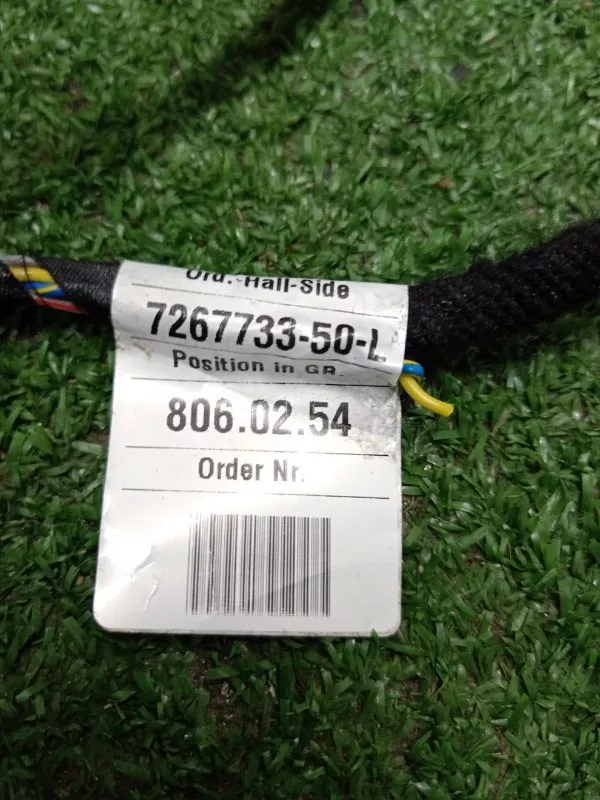 Ord.-Hall-Side
7267733-50-L
Position in GR.
806.02.54
Order Nr.